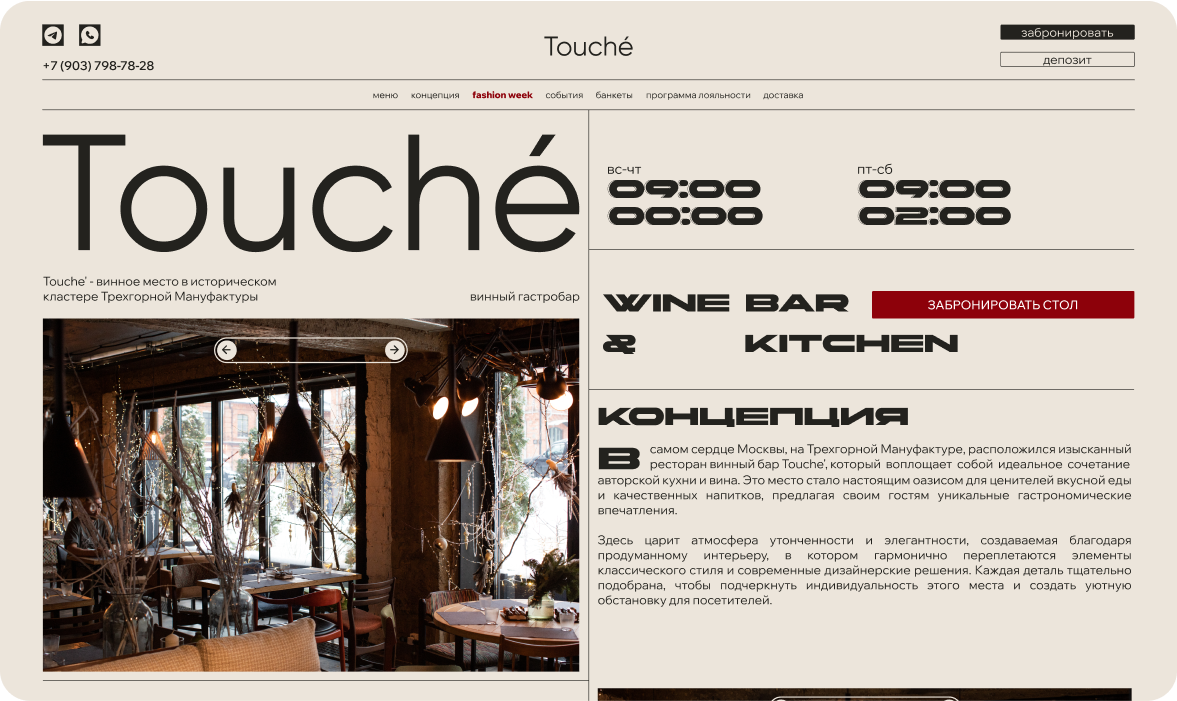 Touché
забронировать
+7 (903) 798-78-28
депозит
меню концепция fashion week события банкеты программа лояльности доставка
Touché
Touche' - винное место в историческом
кластере Трехгорной Мануфактуры
винный гастробар
вс-чт
09:00
00:00
пт-сб
09:00
02:00
WINE BAR
& KITCHEN
ЗАБРОНИРОВАТЬ СТОЛ
КОНЦЕПЦИЯ
В самом сердце Москвы, на Трехгорной Мануфактуре, расположился изысканный
ресторан винный бар Touche', который воплощает собой идеальное сочетание
авторской кухни и вина. Это место стало настоящим оазисом для ценителей вкусной еды
и качественных напитков, предлагая своим гостям уникальные гастрономические
впечатления.
Здесь царит атмосфера утонченности и элегантности, создаваемая благодаря
продуманному интерьеру, в котором гармонично переплетаются элементы
классического стиля и современные дизайнерские решения. Каждая деталь тщательно
подобрана, чтобы подчеркнуть индивидуальность этого места и создать уютную
обстановку для посетителей.